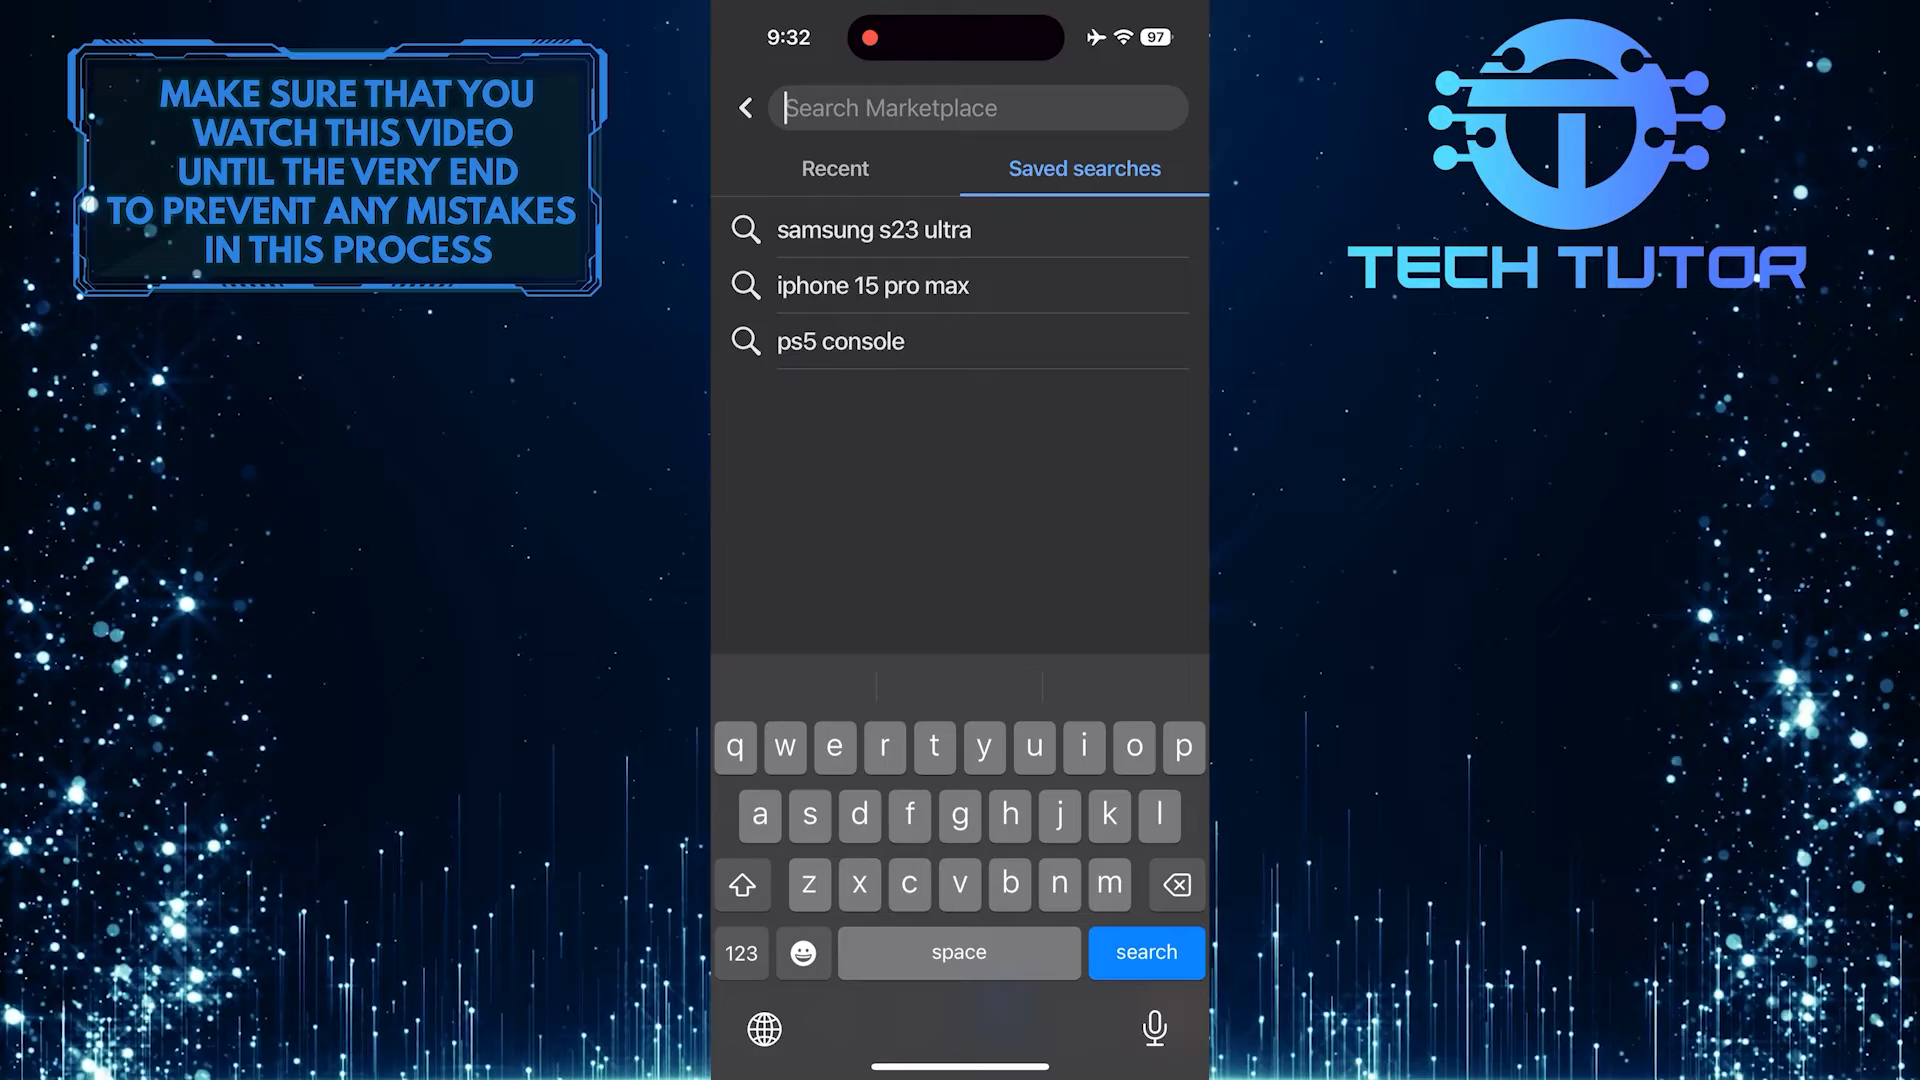 MAKE SURE THAT YOU
WATCH THIS VIDEO
UNTIL THE VERY END
TO PREVENT ANY MISTAKES
IN THIS PROCESS
9:32
97
Search Marketplace
Recent
Saved searches
samsung s23 ultra
iphone 15 pro max
ps5 console
q w e r t y u i o p
a s d f g h j k l
z x c v b n m
123
space
search
TECH TUTOR